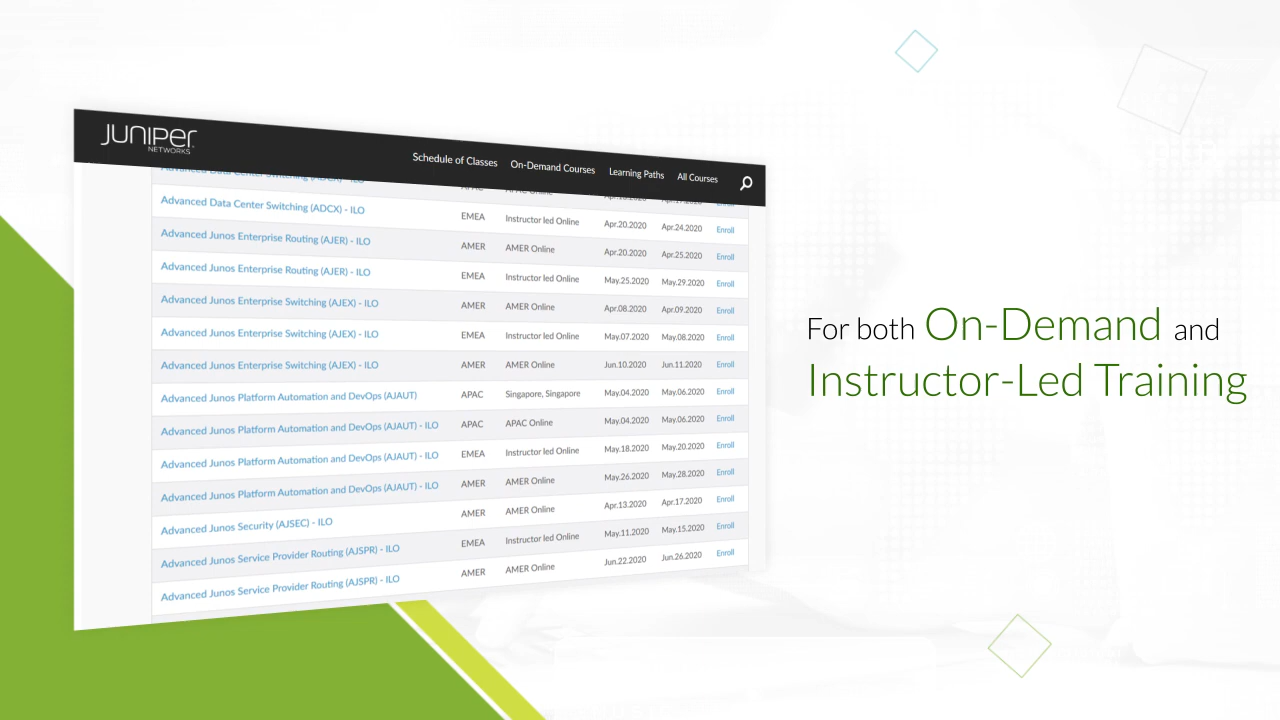 JUNIPER
NETWORKS
Schedule of Classes On-Demand Courses Learning Paths All Courses
Advanced Data Center Switching (ADCX) - ILO EMEA Instructor led Online Apr.20.2020 Apr.24.2020 Enroll
Advanced Junos Enterprise Routing (AJER) - ILO AMER AMER Online Apr.20.2020 Apr.25.2020 Enroll
Advanced Junos Enterprise Routing (AJER) - ILO EMEA Instructor led Online May.25.2020 May.29.2020 Enroll
Advanced Junos Enterprise Switching (AJEX) - ILO AMER AMER Online Apr.08.2020 Apr.09.2020 Enroll
Advanced Junos Enterprise Switching (AJEX) - ILO EMEA Instructor led Online May.07.2020 May.08.2020 Enroll
Advanced Junos Enterprise Switching (AJEX) - ILO AMER AMER Online Jun.10.2020 Jun.11.2020 Enroll
Advanced Junos Platform Automation and DevOps (AJAUT) APAC Singapore, Singapore May.04.2020 May.06.2020 Enroll
Advanced Junos Platform Automation and DevOps (AJAUT) - ILO APAC APAC Online May.04.2020 May.06.2020 Enroll
Advanced Junos Platform Automation and DevOps (AJAUT) - ILO EMEA Instructor led Online May.18.2020 May.20.2020 Enroll
Advanced Junos Platform Automation and DevOps (AJAUT) - ILO AMER AMER Online May.26.2020 May.28.2020 Enroll
Advanced Junos Security (AJSEC) - ILO AMER AMER Online Apr.13.2020 Apr.17.2020 Enroll
Advanced Junos Service Provider Routing (AJSPR) - ILO EMEA Instructor led Online May.11.2020 May.15.2020 Enroll
Advanced Junos Service Provider Routing (AJSPR) - ILO AMER AMER Online Jun.22.2020 Jun.26.2020 Enroll
For both On-Demand and
Instructor-Led Training